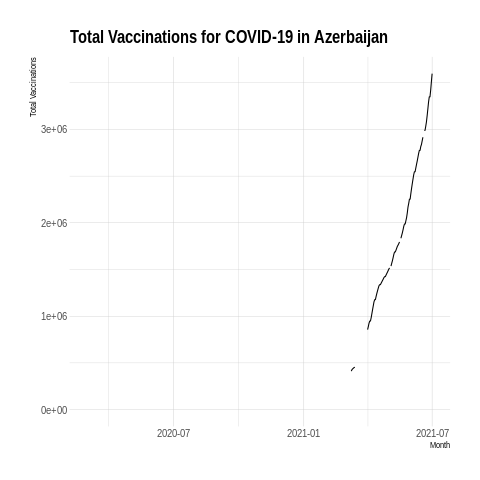 Total Vaccinations for COVID-19 in Azerbaijan
Total Vaccinations
3e+06
2e+06
1e+06
0e+00
2020-07
2021-01
2021-07
Month